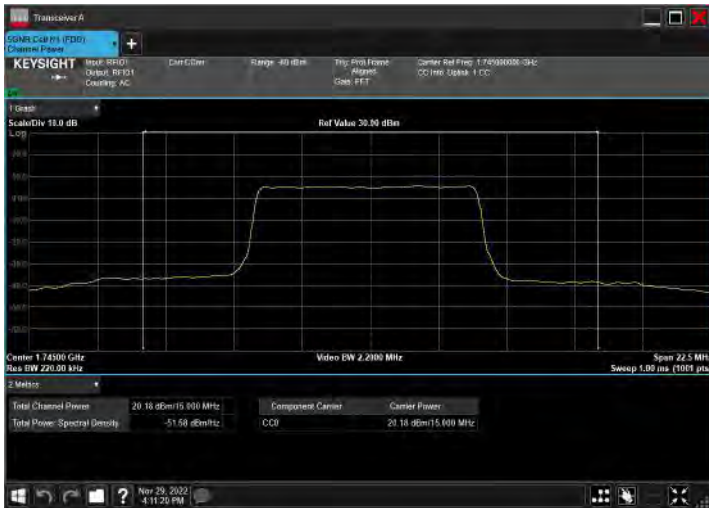 Transceiver A
5GNR Cell #1 (FDD)
Channel Power
KEYSIGHT
Input: RFIO1
Output: RFIO1
Coupling: AC
Corr CCorr
Range: -40 dBm
Trig: Prot Frame
Aligned
Gate: FFT
Carrier Ref Freq: 1.745000000 GHz
CC Info: Uplink, 1 CC
1 Graph
Scale/Div 10.0 dB
Ref Value 30.00 dBm
Log
Center 1.74500 GHz
Video BW 2.2000 MHz
Span 22.5 MHz
Res BW 220.00 kHz
Sweep 1.00 ms (1001 pts
2 Metrics
Total Channel Power
20.18 dBm/15.000 MHz
Total Power Spectral Density
-51.58 dBm/Hz
Component Carrier
Carrier Power
CC0
20.18 dBm/15.000 MHz
?
Nov 29, 2022
4:11:20 PM